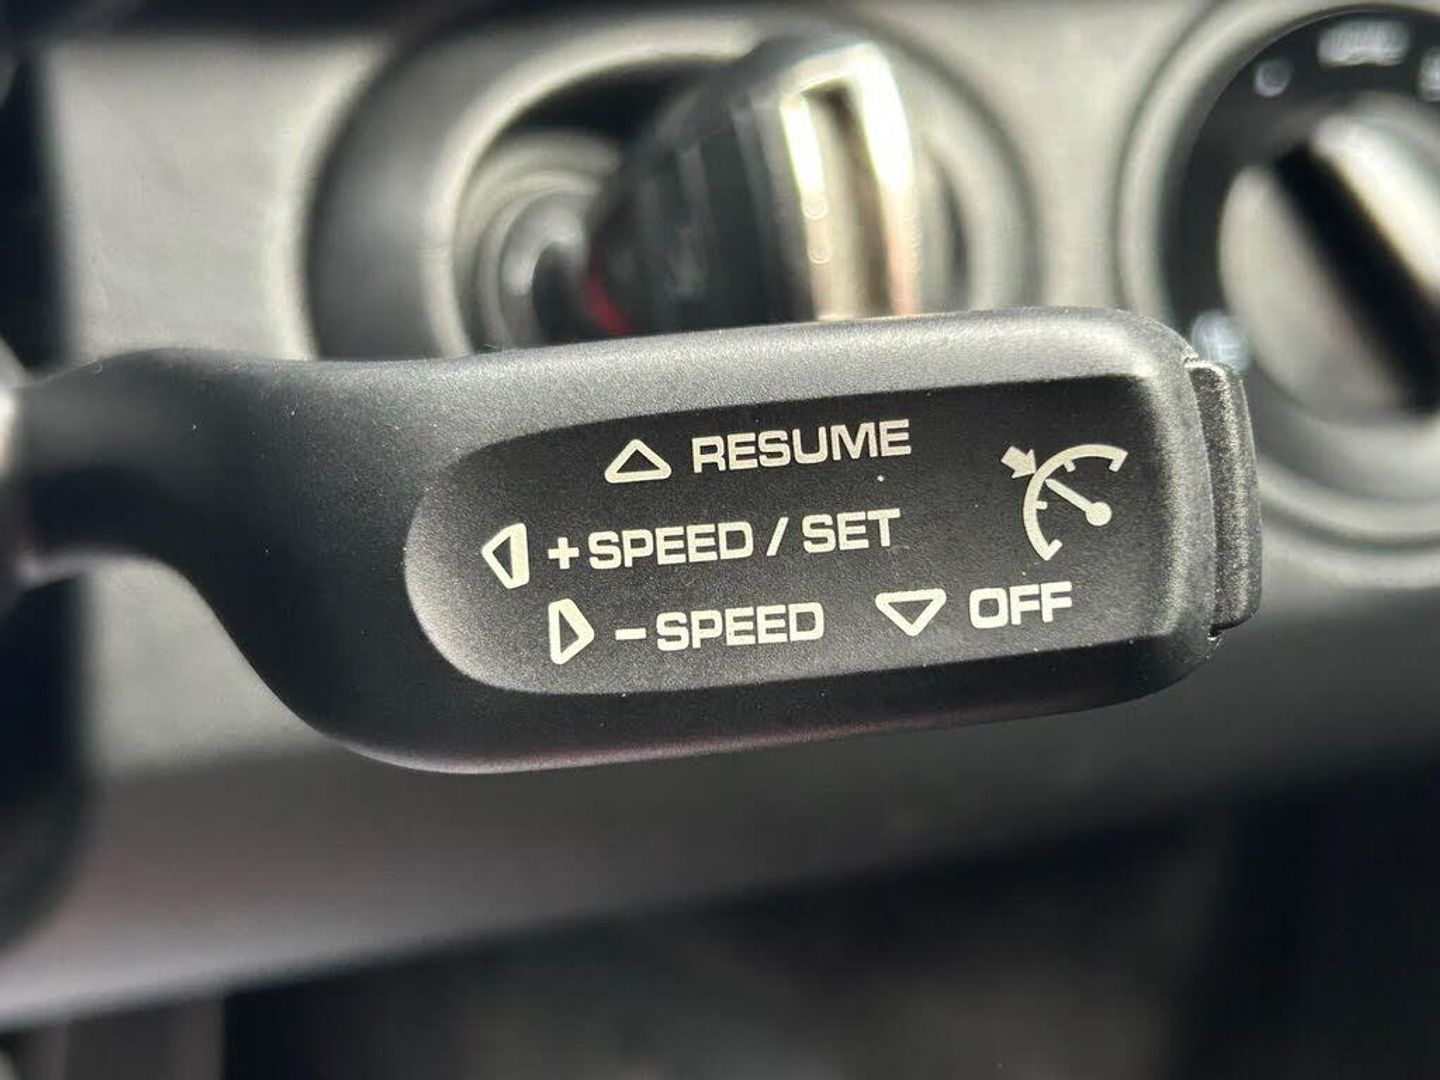 RESUME
+SPEED / SET
-SPEED OFF